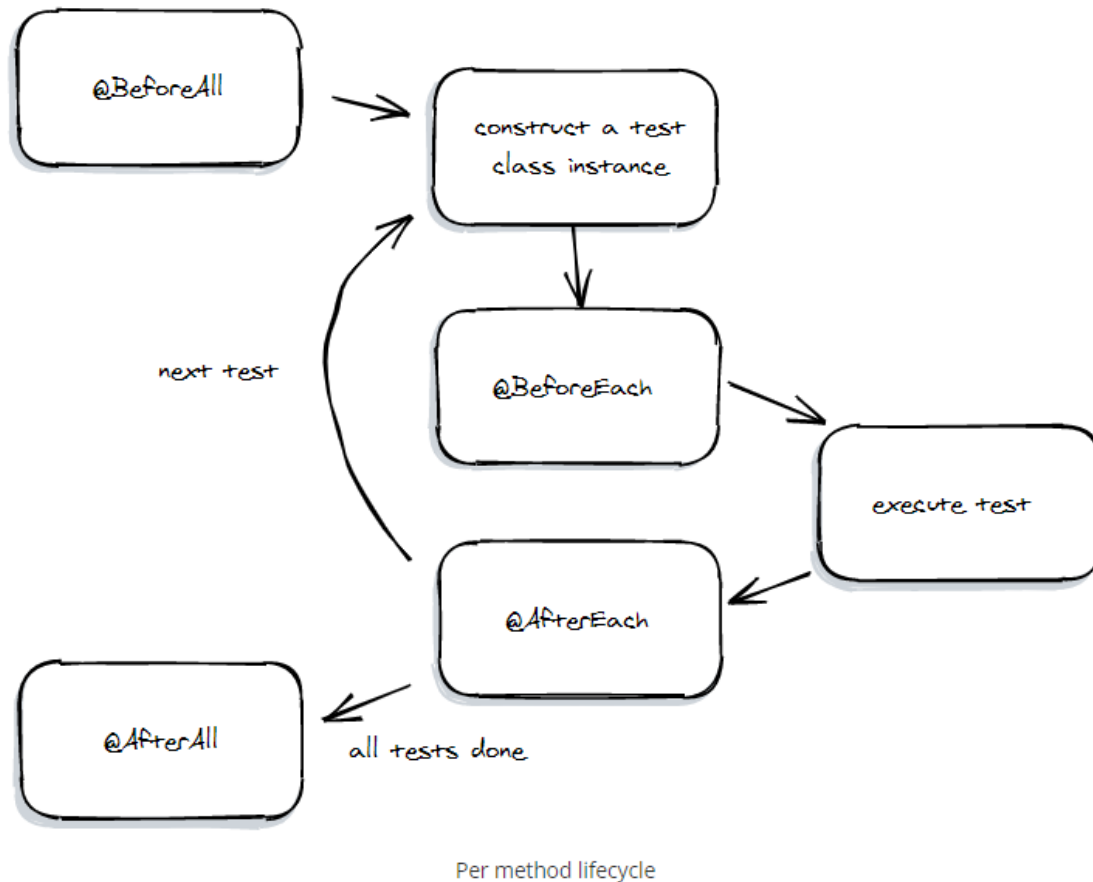 @BeforeAll
construct a test
class instance
@BeforeEach
next test
execute test
@AfterEach
@AfterAll
all tests done
Per method lifecycle